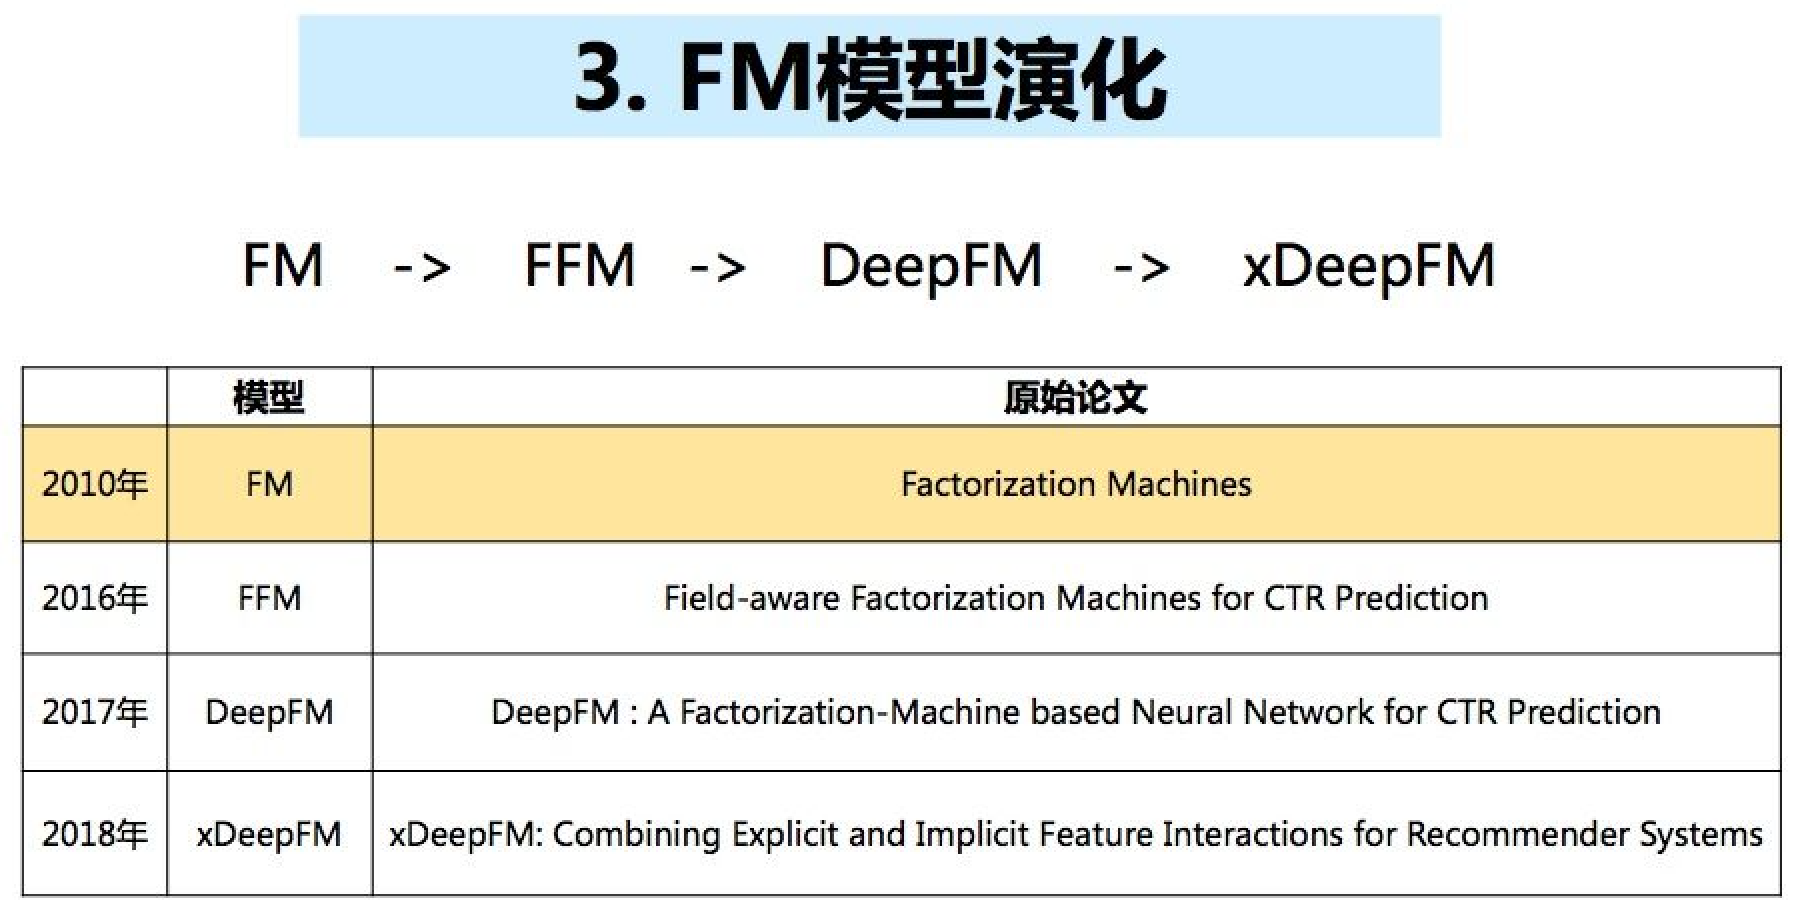 3. FM模型演化
FM -> FFM -> DeepFM -> xDeepFM
模型 原始论文
2010年 FM Factorization Machines
2016年 FFM Field-aware Factorization Machines for CTR Prediction
2017年 DeepFM DeepFM : A Factorization-Machine based Neural Network for CTR Prediction
2018年 xDeepFM xDeepFM: Combining Explicit and Implicit Feature Interactions for Recommender Systems